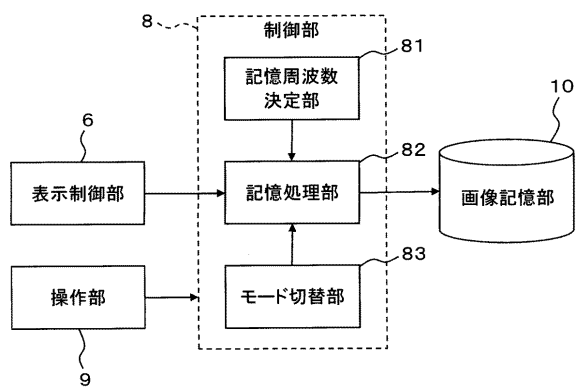 8
制御部
81
記憶周波数
決定部
10
6
82
表示制御部
記憶処理部
画像記憶部
83
操作部
モード切替部
9